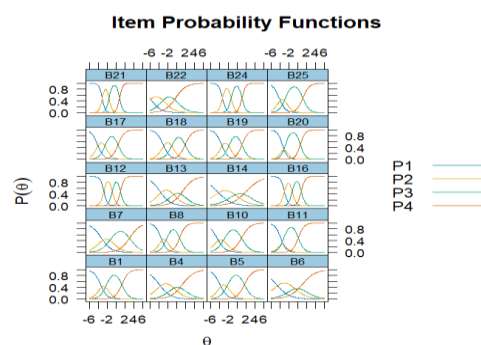 Item Probability Functions
-6 -2 246 -6 -2 246
B21 B22 B24 B25
0.8
0.4
0.0
B17 B18 B19 B20
0.8
0.4
0.0
B12 B13 B14 B16
0.8
0.4
0.0
B7 B8 B10 B11
0.8
0.4
0.0
B1 B4 B5 B6
0.8
0.4
0.0
-6 -2 246 -6 -2 246
P(θ)
θ
P1
P2
P3
P4